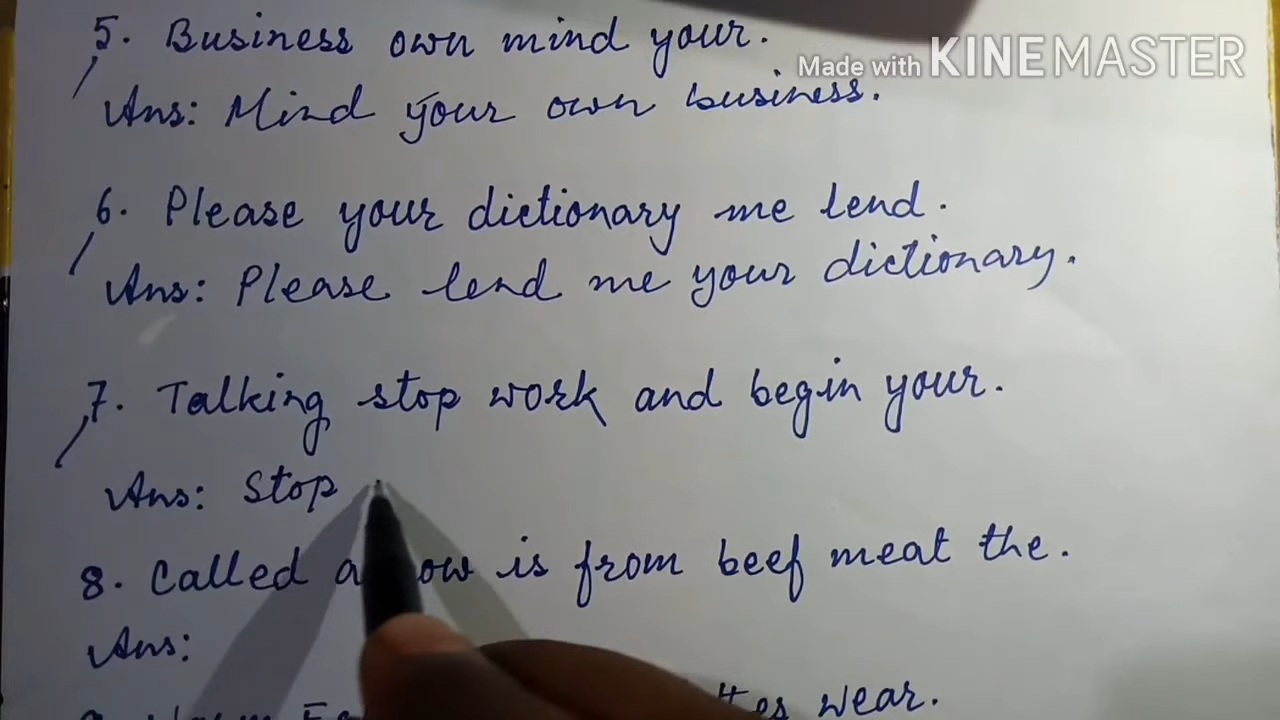 5. Business own mind your.
Made with KINEMASTER
Ans: Mind your own business.
6. Please your dictionary me lend.
Ans: Please lend me your dictionary.
7. Talking stop work and begin your.
Ans: Stop
8. Called a is from beef meat the.
Ans:
wear.